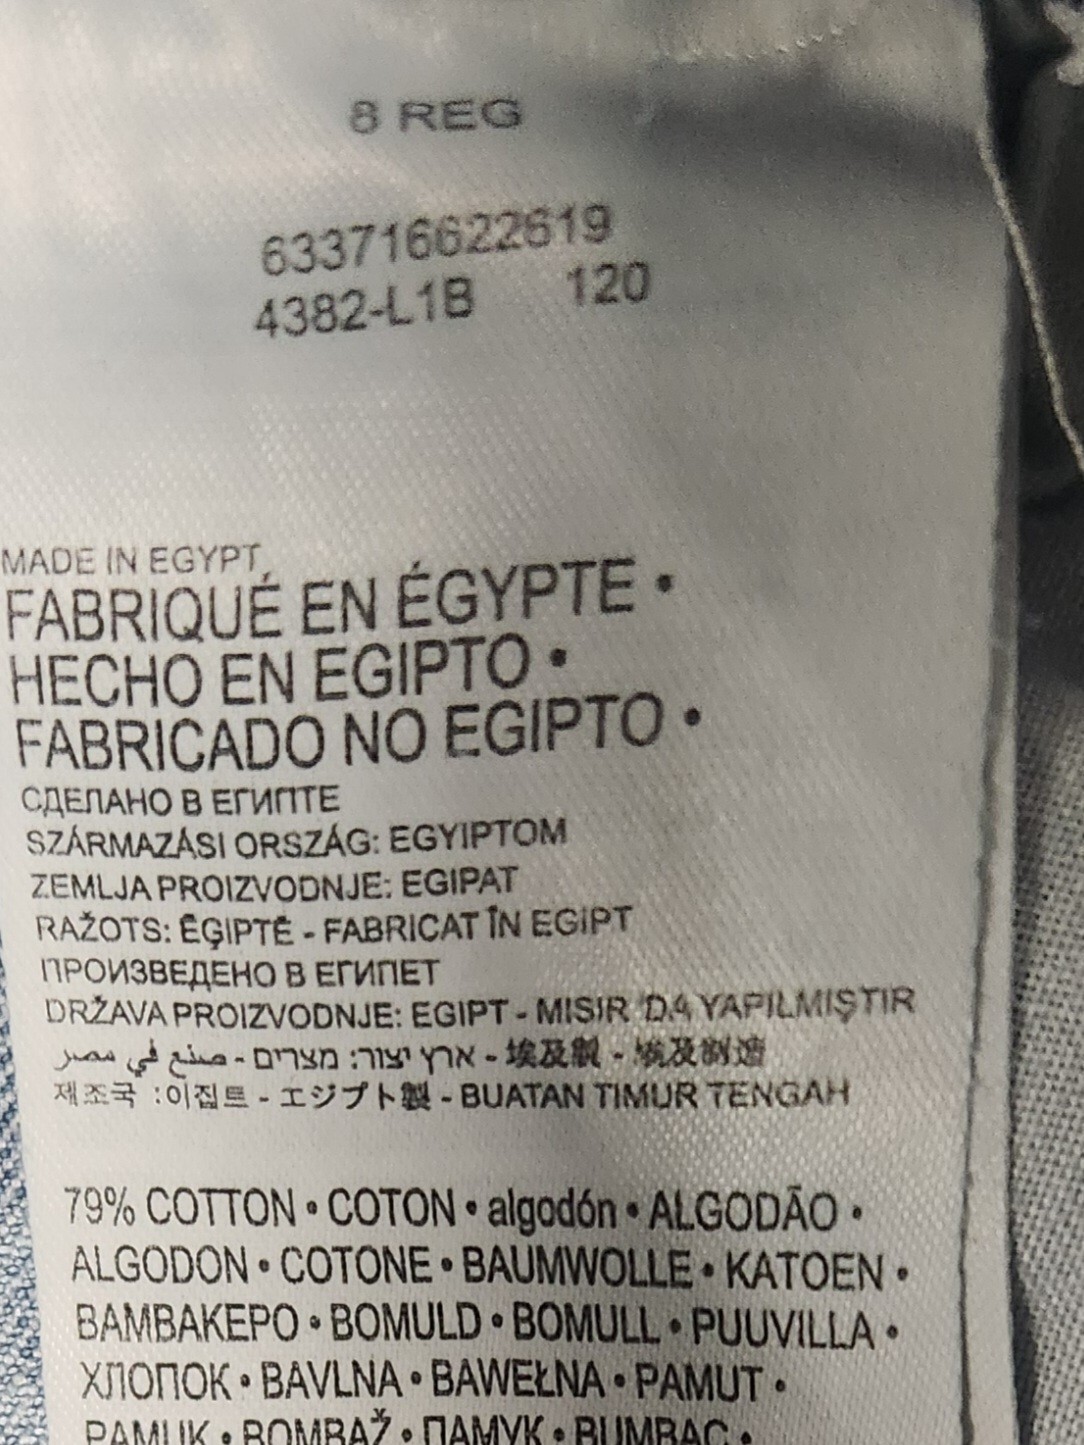 8 REG
633716622619
4382-L1B 120
MADE IN EGYPT
FABRIQUÉ EN ÉGYPTE •
HECHO EN EGIPTO •
FABRICADO NO EGIPTO •
СДЕЛАНО В ЕГИПТЕ
SZÁRMAZÁSI ORSZÁG: EGYIPTOM
ZEMLJA PROIZVODNJE: EGIPAT
RAŽOTS: ĒĢIPTĒ - FABRICAT ÎN EGIPT
ПРОИЗВЕДЕНО В ЕГИПЕТ
DRŽAVA PROIZVODNJE: EGIPT - MISIR 'DA YAPILMIŞTIR
صنع في مصر - ארץ יצור: מצרים - 埃及製 - 埃及制造
제조국 :이집트 - エジプト製 - BUATAN TIMUR TENGAH
79% COTTON • COTON • algodón • ALGODÃO •
ALGODON • COTONE • BAUMWOLLE • KATOEN •
BAMBAKEPO • BOMULD • BOMULL • PUUVILLA •
ХЛОПОК • BAVLNA • BAWEŁNA • PAMUT •
PAMUK • BOMBAŽ • ПАМУК • BUMBAC •